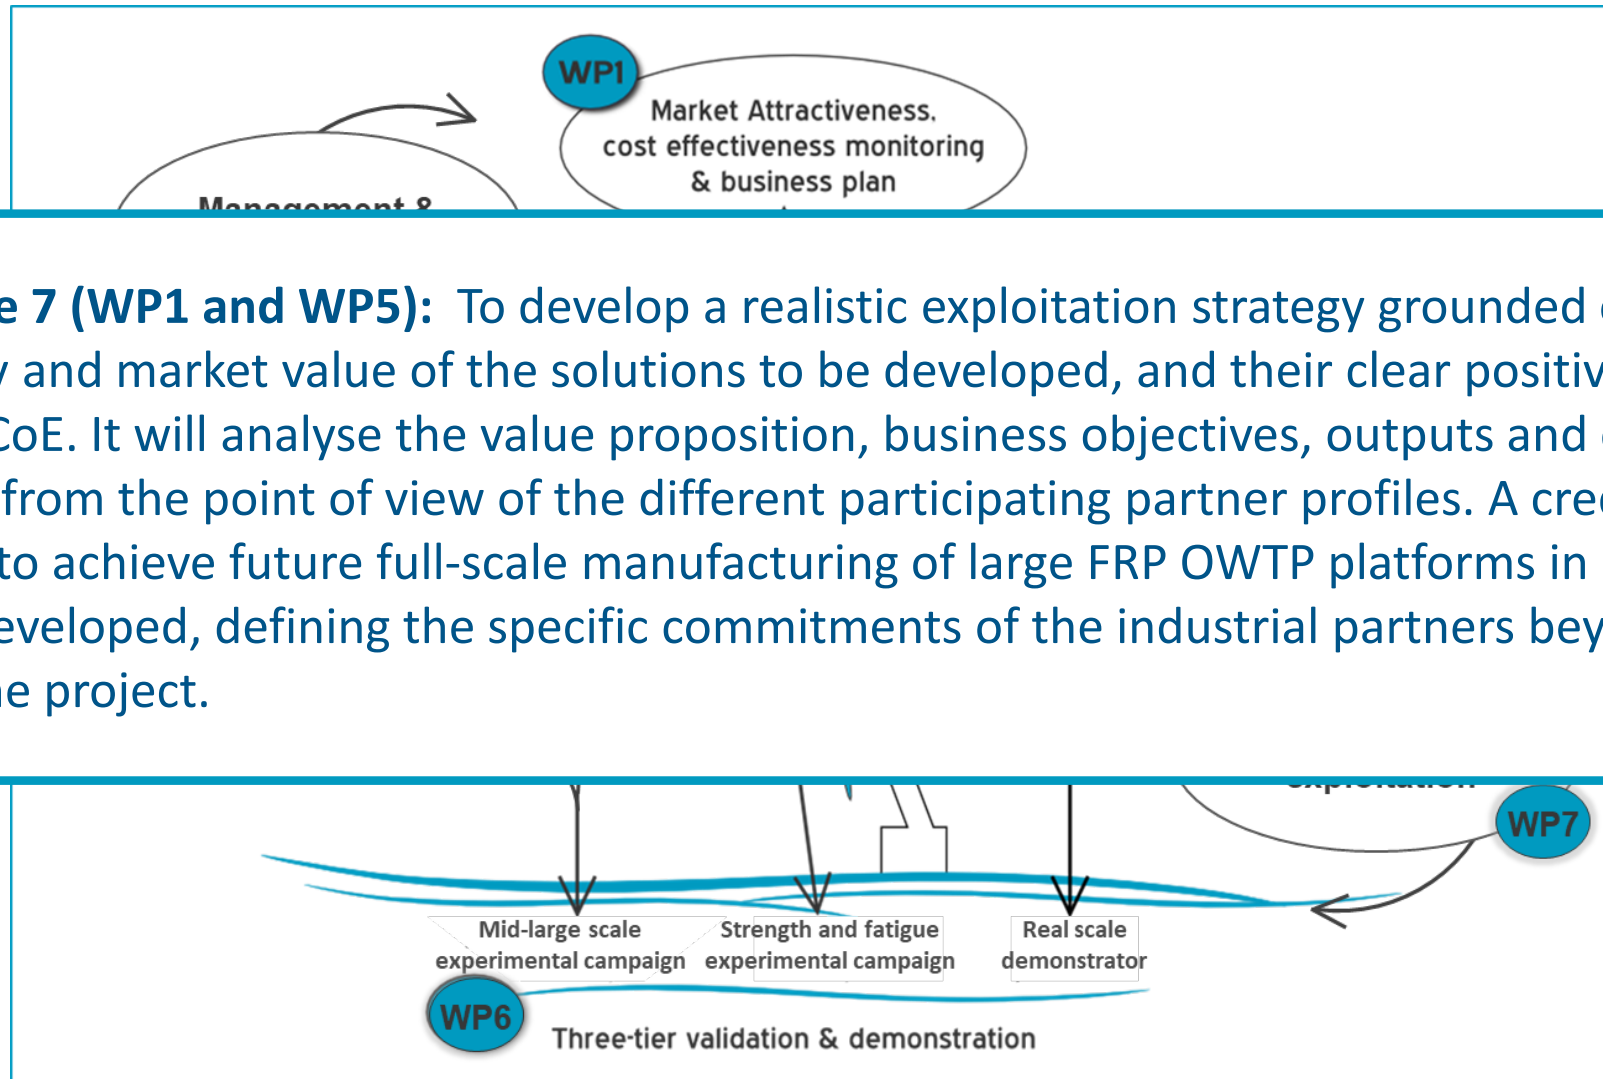 WP1
Market Attractiveness,
cost effectiveness monitoring
& business plan
Management &
e 7 (WP1 and WP5): To develop a realistic exploitation strategy grounded
y and market value of the solutions to be developed, and their clear positiv
CoE. It will analyse the value proposition, business objectives, outputs and
from the point of view of the different participating partner profiles. A cre
to achieve future full-scale manufacturing of large FRP OWTP platforms in
eveloped, defining the specific commitments of the industrial partners bey
he project.
exploitation
WP7
Mid-large scale
experimental campaign
Strength and fatigue
experimental campaign
Real scale
demonstrator
WP6
Three-tier validation & demonstration